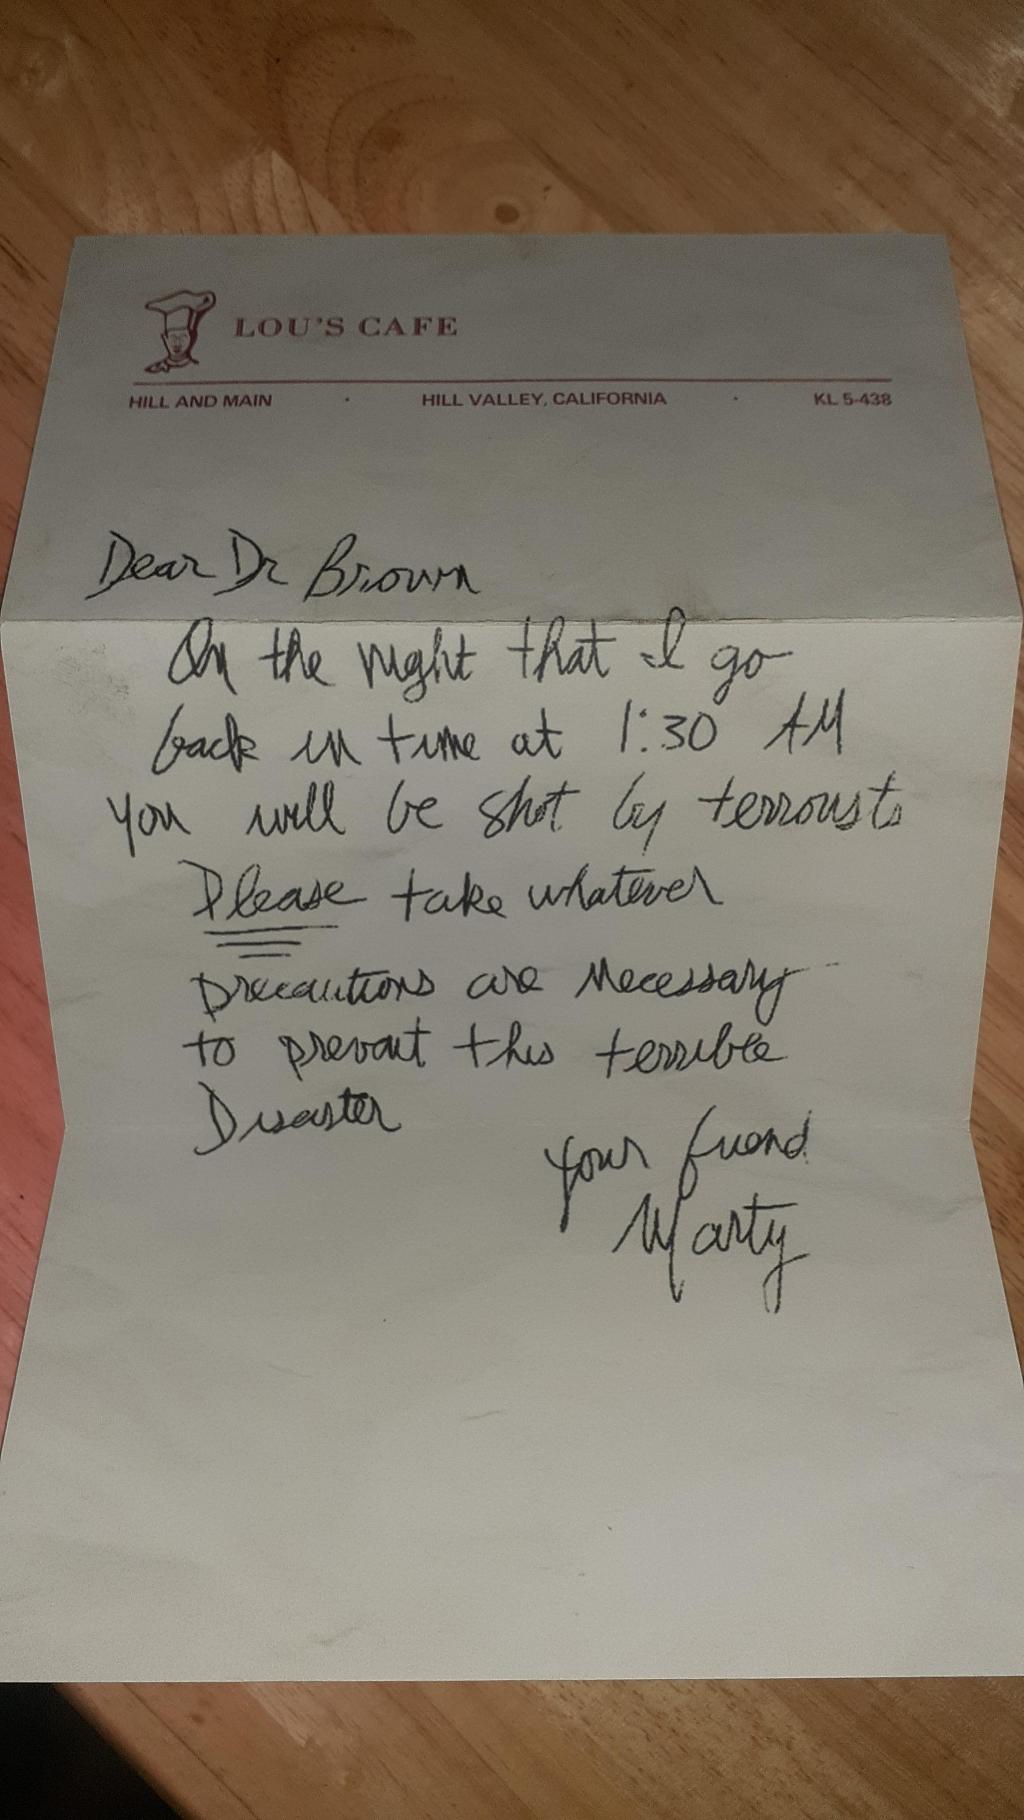 LOU'S CAFE
HILL AND MAIN · HILL VALLEY, CALIFORNIA · KL 5-438
Dear Dr Brown
On the night that I go
back in time at 1:30 AM
you will be shot by terrorists
Please take whatever
precautions are necessary
to prevent this terrible
Disaster
Your friend
Marty